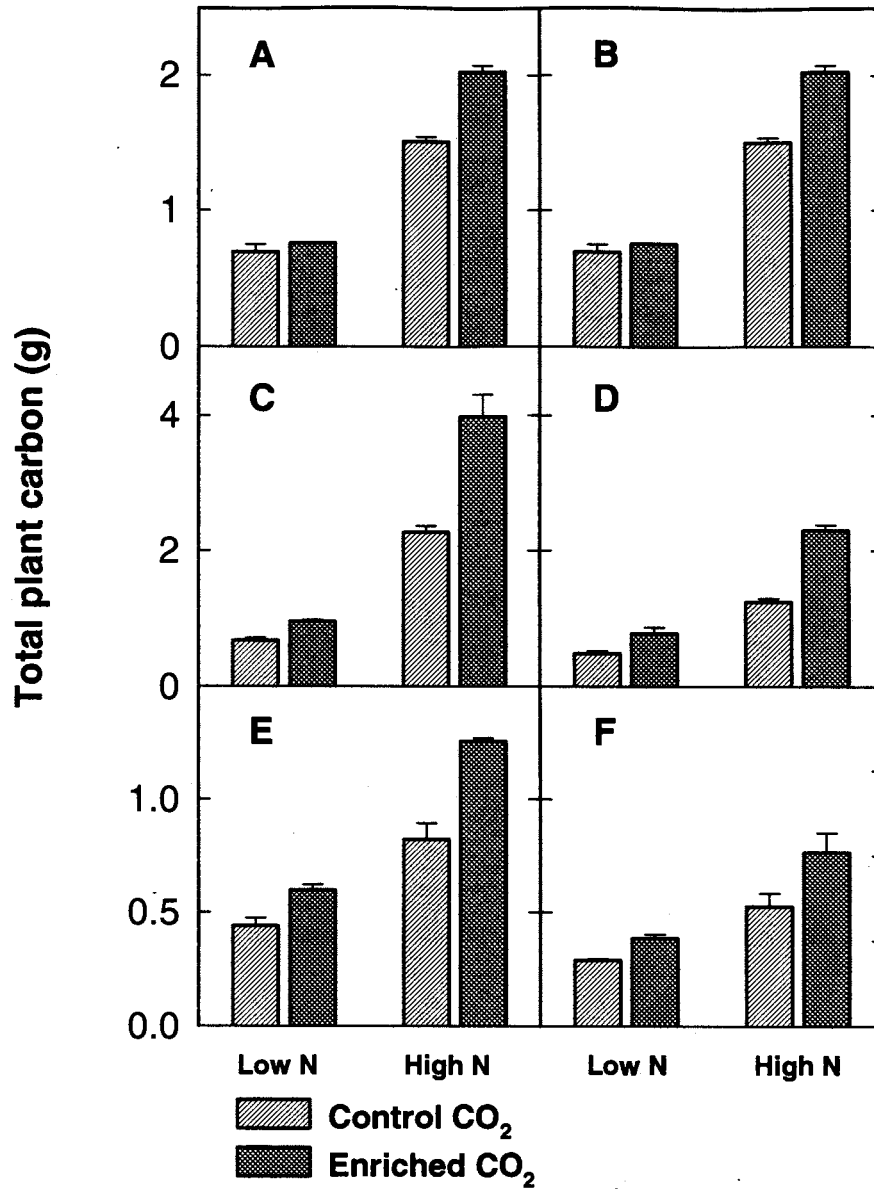 Total plant carbon (g)
A
B
2
1
0
C
D
4
2
0
E
F
1.0
0.5
0.0
Low N High N Low N High N
Control CO₂
Enriched CO₂